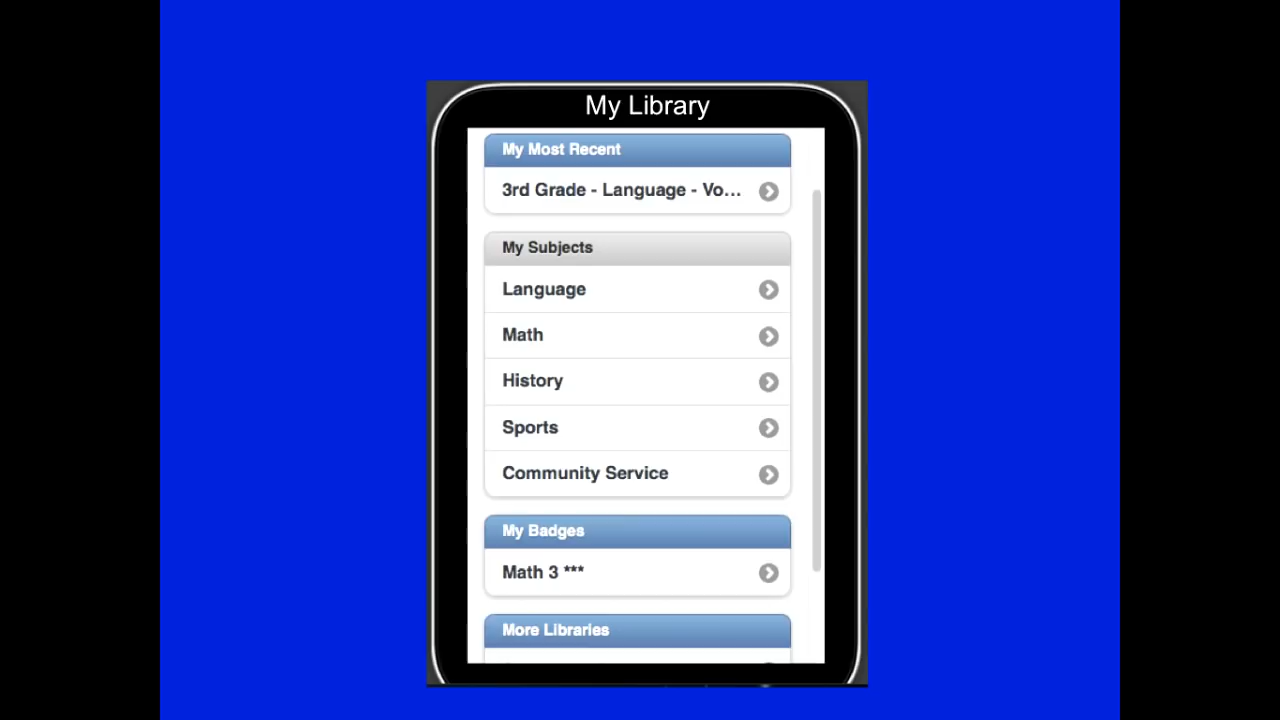 My Library
My Most Recent
3rd Grade - Language - Vo...
My Subjects
Language
Math
History
Sports
Community Service
My Badges
Math 3 ***
More Libraries